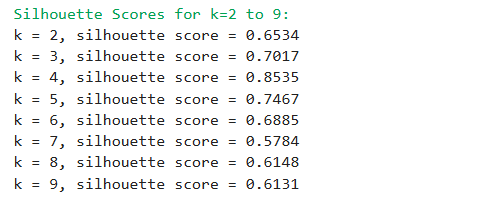 Silhouette Scores for k=2 to 9:
k = 2, silhouette score = 0.6534
k = 3, silhouette score = 0.7017
k = 4, silhouette score = 0.8535
k = 5, silhouette score = 0.7467
k = 6, silhouette score = 0.6885
k = 7, silhouette score = 0.5784
k = 8, silhouette score = 0.6148
k = 9, silhouette score = 0.6131